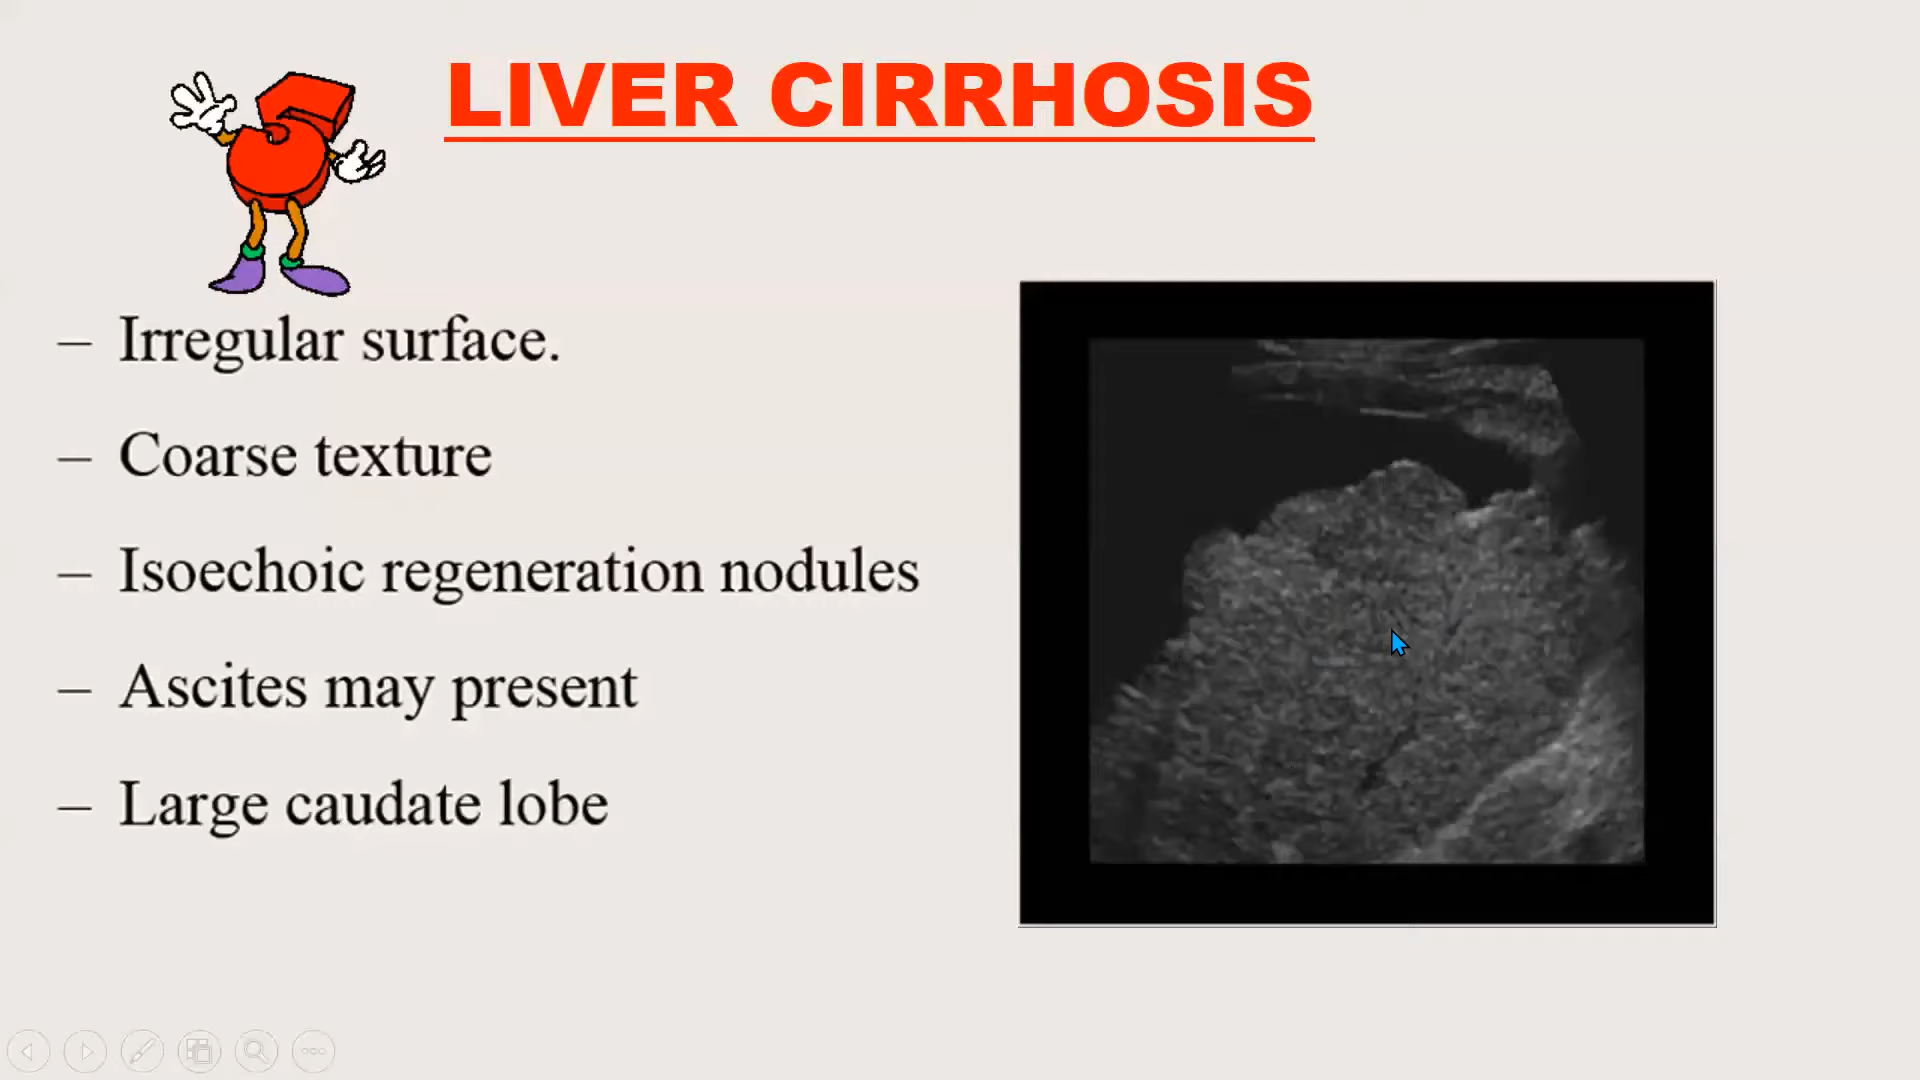 LIVER CIRRHOSIS
– Irregular surface.
– Coarse texture
– Isoechoic regeneration nodules
– Ascites may present
– Large caudate lobe